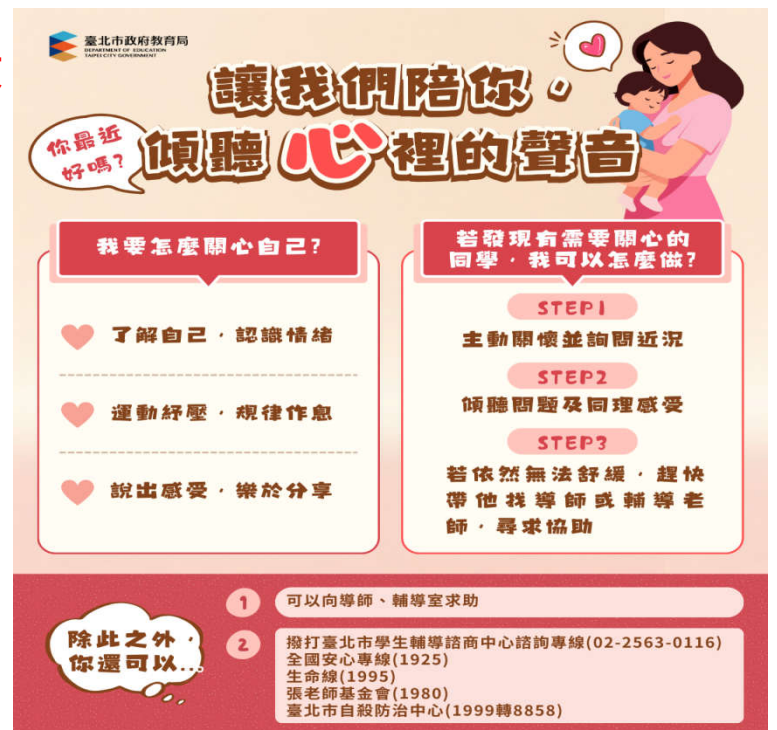 臺北市政府教育局
DEPARTMENT OF EDUCATION
TAIPEI CITY GOVERNMENT
讓我們陪你，
你最近
好嗎?
傾聽心裡的聲音
我要怎麼關心自己?
了解自己，認識情緒
運動紓壓，規律作息
說出感受，樂於分享
若發現有需要關心的
同學，我可以怎麼做?
STEP1
主動關懷並詢問近況
STEP2
傾聽問題及同理感受
STEP3
若依然無法舒緩，趕快
帶他找導師或輔導老
師，尋求協助
除此之外，
你還可以...
1
可以向導師、輔導室求助
2
撥打臺北市學生輔導諮商中心諮詢專線(02-2563-0116)
全國安心專線(1925)
生命線(1995)
張老師基金會(1980)
臺北市自殺防治中心(1999轉8858)